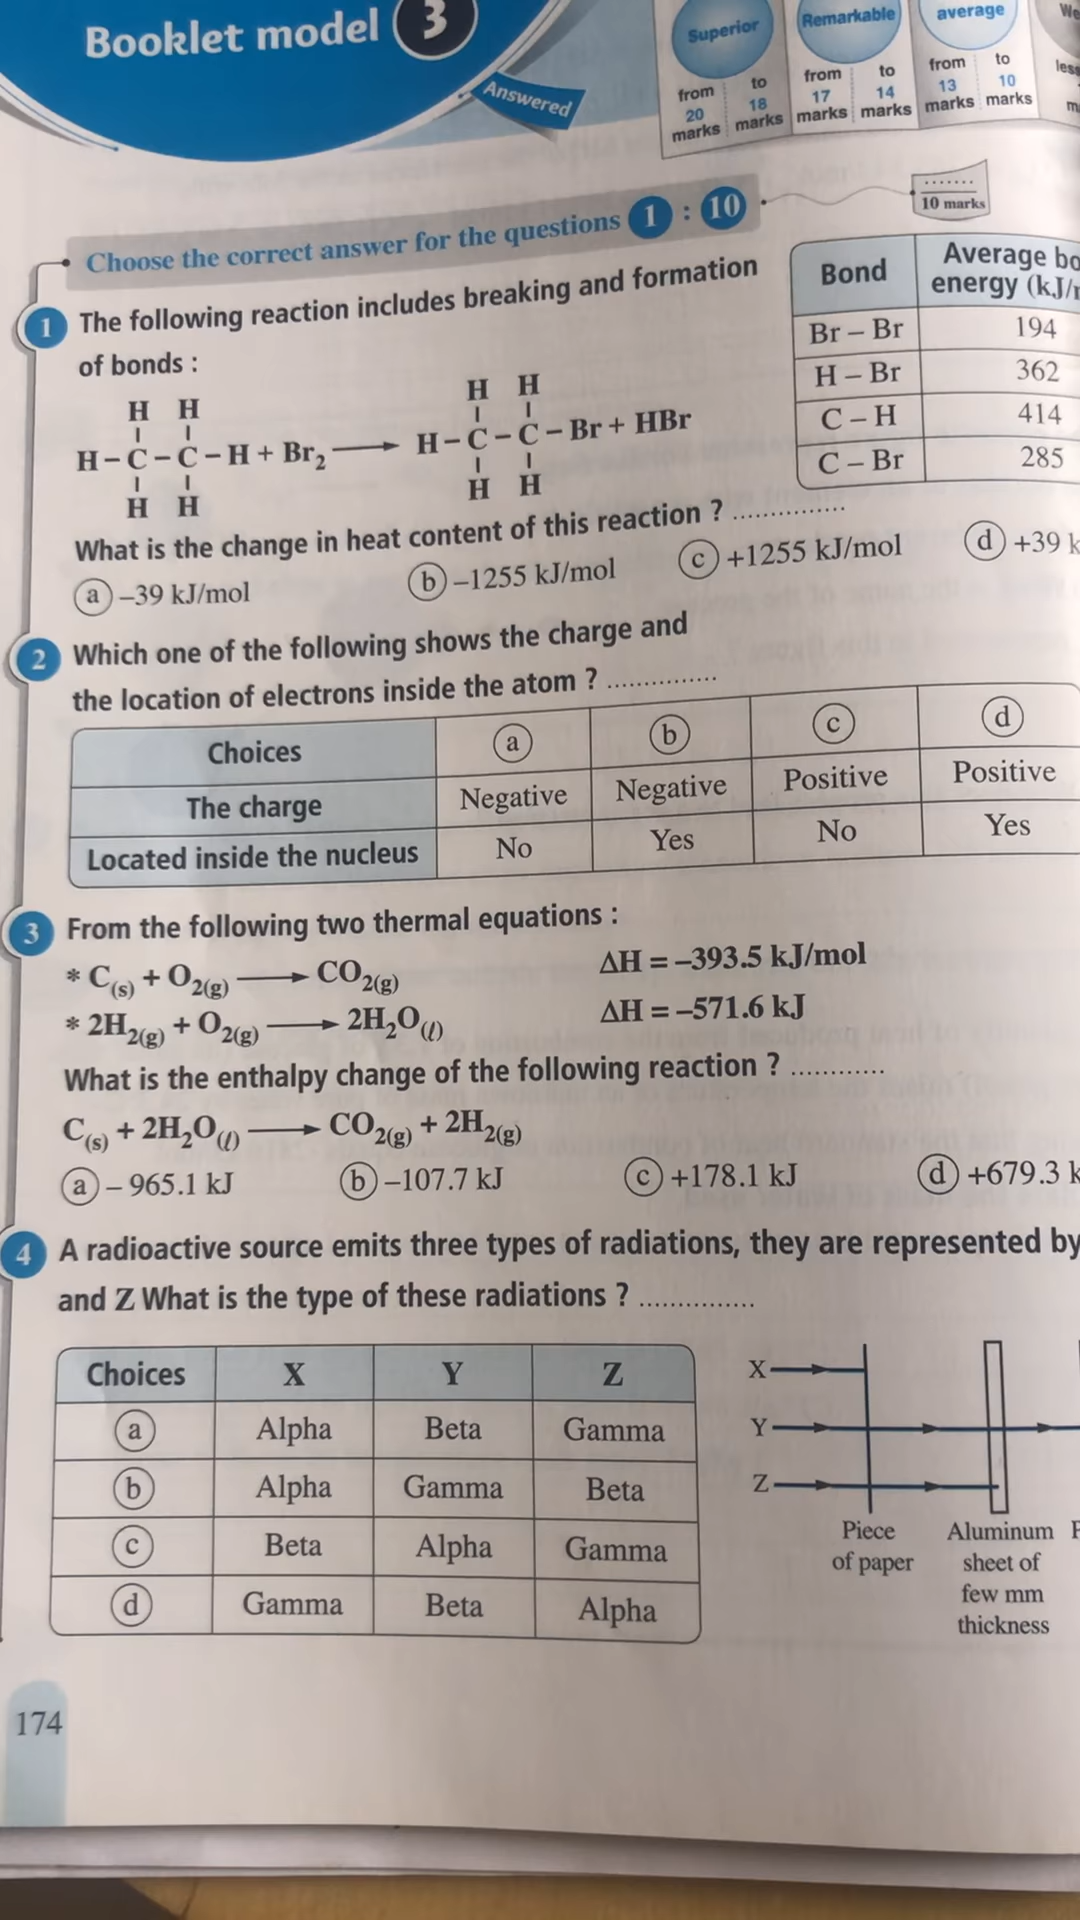 Booklet model 3
Answered
Superior
from 20 marks to 18 marks
Remarkable
from 17 marks to 14 marks
average
from 13 marks to 10 marks
10 marks
Choose the correct answer for the questions 1 : 10
1 The following reaction includes breaking and formation
of bonds :
H H
H–C–C–H + Br₂ ⟶ H–C–C–Br + HBr
H H
Bond Average
energy
Br – Br 194
H – Br 362
C – H 414
C – Br 285
What is the change in heat content of this reaction ? ...............
a –39 kJ/mol b –1255 kJ/mol c +1255 kJ/mol d +39
2 Which one of the following shows the charge and
the location of electrons inside the atom ? ...............
Choices a b c d
The charge Negative Negative Positive Positive
Located inside the nucleus No Yes No Yes
3 From the following two thermal equations :
* C(s) + O₂(g) ⟶ CO₂(g) ΔH = –393.5 kJ/mol
* 2H₂(g) + O₂(g) ⟶ 2H₂O(l) ΔH = –571.6 kJ
What is the enthalpy change of the following reaction ? ...........
C(s) + 2H₂O(l) ⟶ CO₂(g) + 2H₂(g)
a – 965.1 kJ b –107.7 kJ c +178.1 kJ d +679.3
4 A radioactive source emits three types of radiations, they are represented by
and Z What is the type of these radiations ? ...............
Choices X Y Z
a Alpha Beta Gamma
b Alpha Gamma Beta
c Beta Alpha Gamma
d Gamma Beta Alpha
X
Y
Z
Piece
of paper
Aluminum
sheet of
few mm
thickness
174